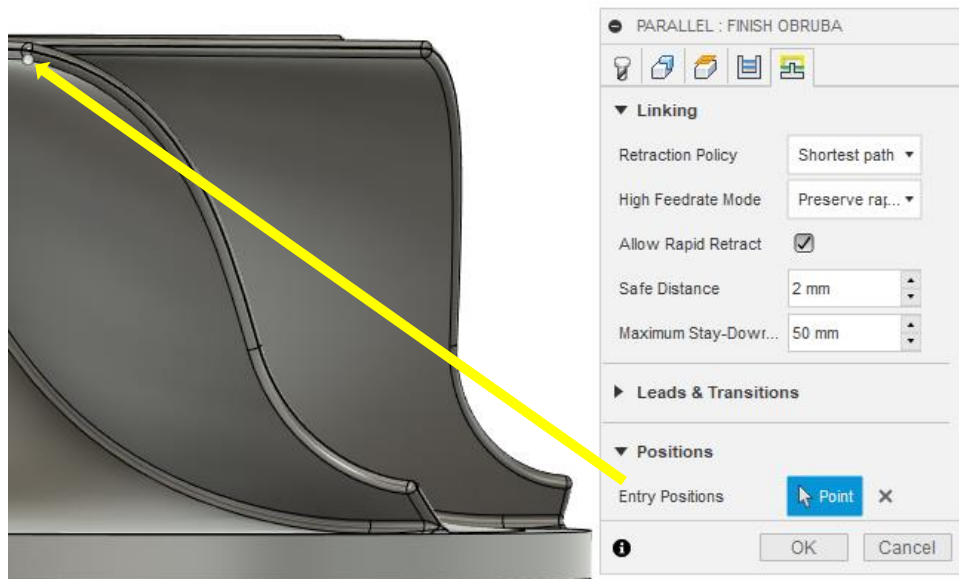 PARALLEL : FINISH OBRUBA
Linking
Retraction Policy Shortest path
High Feedrate Mode Preserve rap...
Allow Rapid Retract
Safe Distance 2 mm
Maximum Stay-Dowr... 50 mm
Leads & Transitions
Positions
Entry Positions Point
OK Cancel